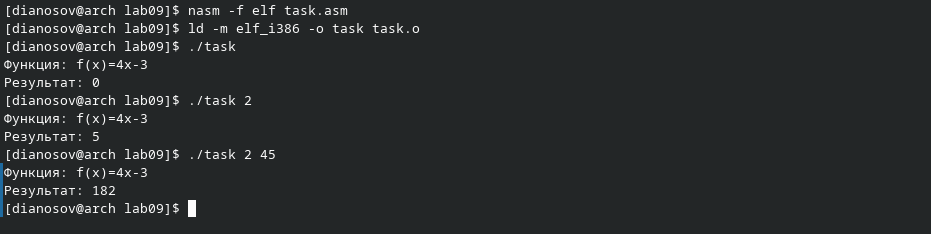 [dianosov@arch lab09]$ nasm -f elf task.asm
[dianosov@arch lab09]$ ld -m elf_i386 -o task task.o
[dianosov@arch lab09]$ ./task
Функция: f(x)=4x-3
Результат: 0
[dianosov@arch lab09]$ ./task 2
Функция: f(x)=4x-3
Результат: 5
[dianosov@arch lab09]$ ./task 2 45
Функция: f(x)=4x-3
Результат: 182
[dianosov@arch lab09]$